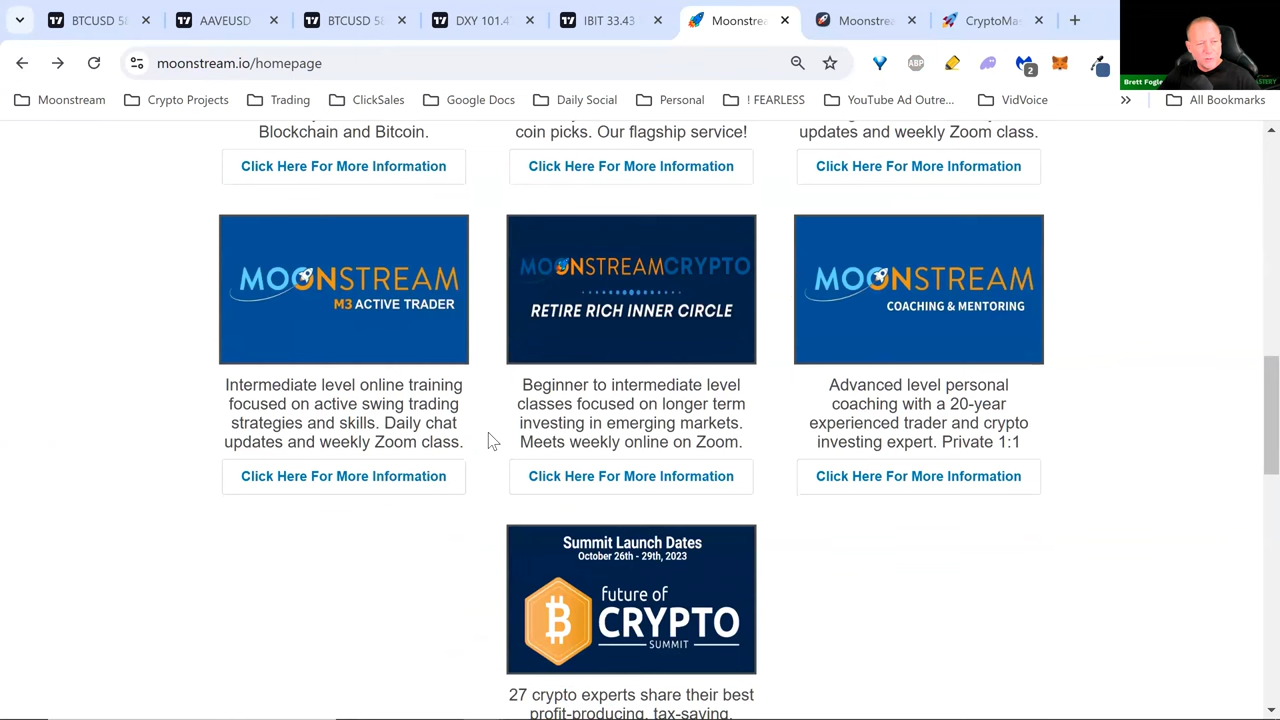 BTCUSD 58
AAVEUSD
BTCUSD 58
DXY 101.4
IBIT 33.43
Moonstrea
Moonstrea
CryptoMas
moonstream.io/homepage
ABP
2
Brett Fogle
Moonstream
Crypto Projects
Trading
ClickSales
Google Docs
Daily Social
Personal
! FEARLESS
YouTube Ad Outre...
VidVoice
All Bookmarks
Blockchain and Bitcoin.
coin picks. Our flagship service!
updates and weekly Zoom class.
Click Here For More Information
Click Here For More Information
Click Here For More Information
MOONSTREAM
M3 ACTIVE TRADER
MOONSTREAMCRYPTO
RETIRE RICH INNER CIRCLE
MOONSTREAM
COACHING & MENTORING
Intermediate level online training
focused on active swing trading
strategies and skills. Daily chat
updates and weekly Zoom class.
Beginner to intermediate level
classes focused on longer term
investing in emerging markets.
Meets weekly online on Zoom.
Advanced level personal
coaching with a 20-year
experienced trader and crypto
investing expert. Private 1:1
Click Here For More Information
Click Here For More Information
Click Here For More Information
Summit Launch Dates
October 26th - 29th, 2023
future of
CRYPTO
SUMMIT
27 crypto experts share their best
profit-producing, tax-saving,